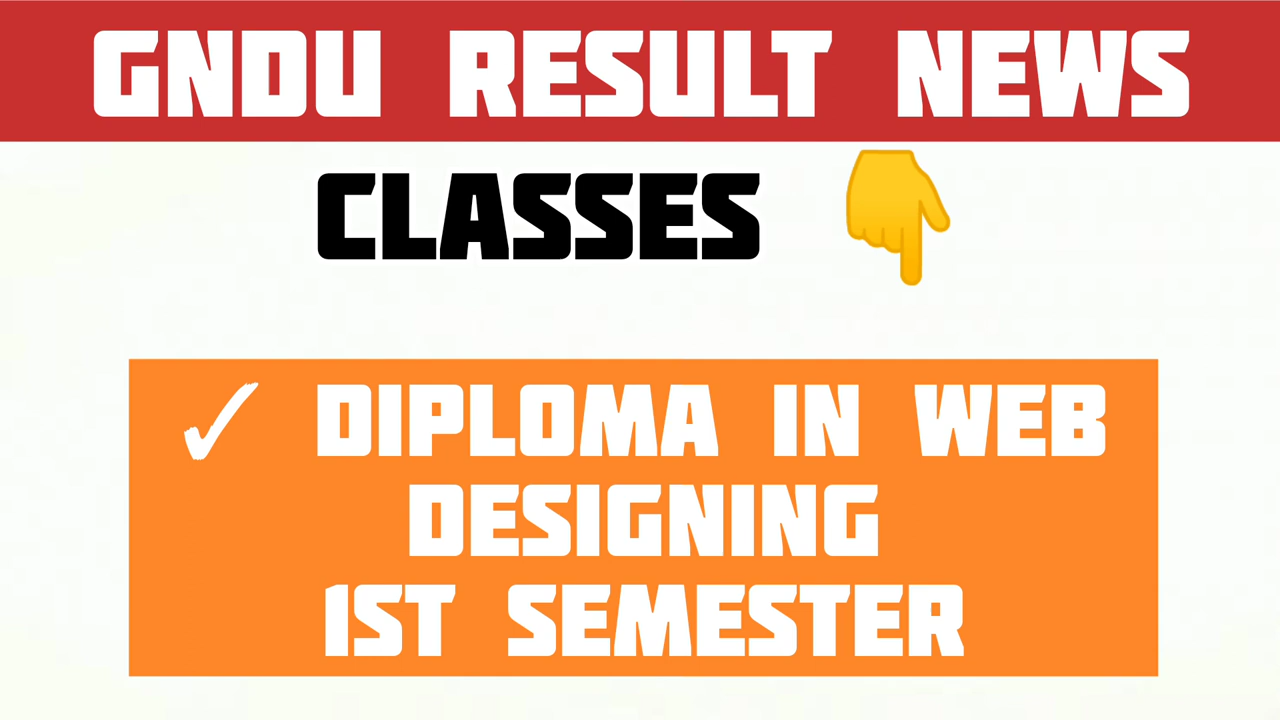 GNDU RESULT NEWS
CLASSES 👇
✓ DIPLOMA IN WEB
DESIGNING
1ST SEMESTER